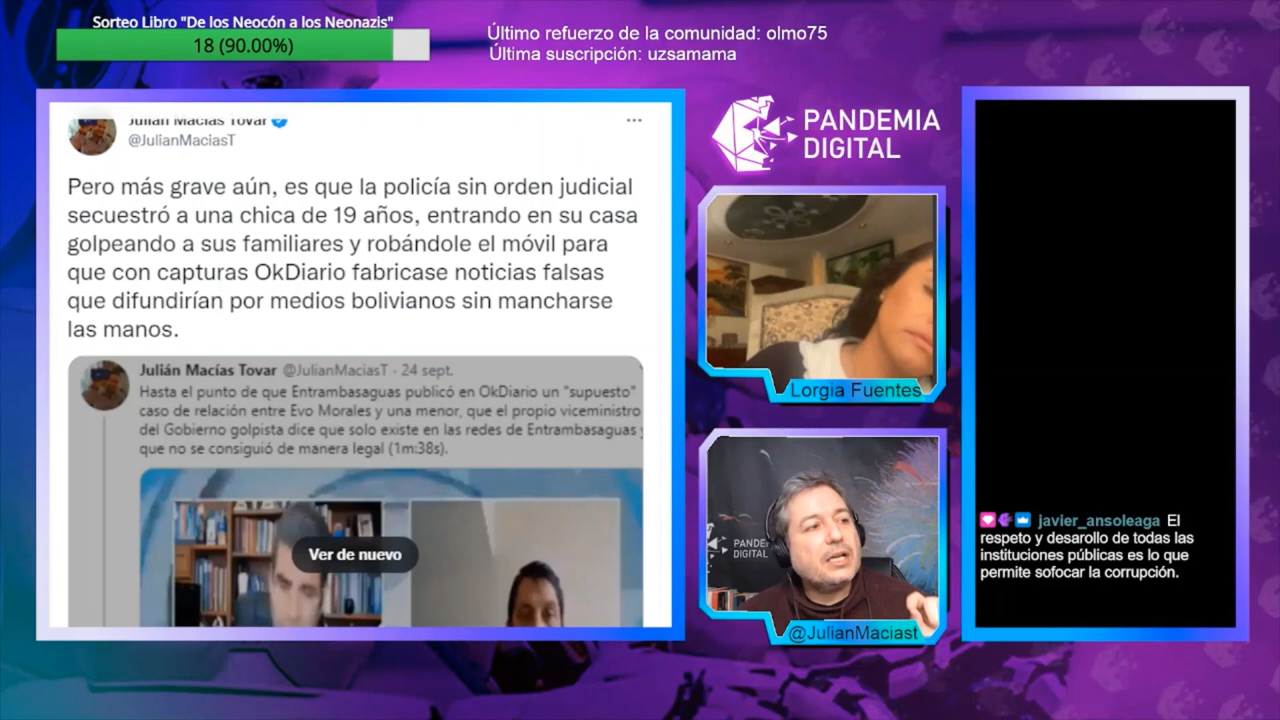 Sorteo Libro "De los Neocón a los Neonazis"
18 (90.00%)
Último refuerzo de la comunidad: olmo75
Última suscripción: uzsamama
Julián Macías Tovar
@JulianMaciasT
Pero más grave aún, es que la policía sin orden judicial
secuestró a una chica de 19 años, entrando en su casa
golpeando a sus familiares y robándole el móvil para
que con capturas OkDiario fabricase noticias falsas
que difundirían por medios bolivianos sin mancharse
las manos.
Julián Macías Tovar @JulianMaciasT · 24 sept.
Hasta el punto de que Entrambasaguas publicó en OkDiario un "supuesto"
caso de relación entre Evo Morales y una menor, que el propio viceministro
del Gobierno golpista dice que solo existe en las redes de Entrambasaguas y
que no se consiguió de manera legal (1m:38s).
Ver de nuevo
PANDEMIA
DIGITAL
Lorgia Fuentes
DIGITAL
@JulianMaciast
javier_ansoleaga El
respeto y desarollo de todas las
instituciones públicas es lo que
permite sofocar la corrupción.